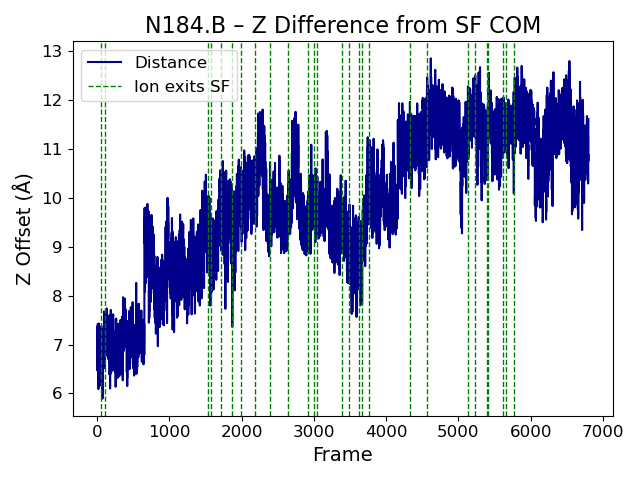 N184.B – Z Difference from SF COM
Distance
Ion exits SF
Z Offset (Å)
13
12
11
10
9
8
7
6
0 1000 2000 3000 4000 5000 6000 7000
Frame